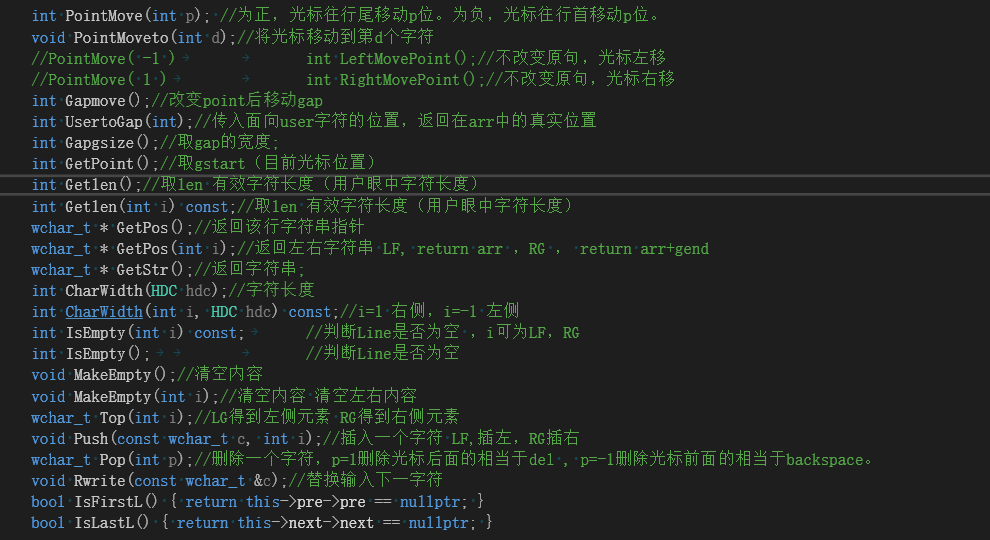 int PointMove(int p); //为正，光标往行尾移动p位。为负，光标往行首移动p位。
void PointMoveto(int d);//将光标移动到第d个字符
//PointMove( -1 ) int LeftMovePoint();//不改变原句，光标左移
//PointMove( 1 ) int RightMovePoint();//不改变原句，光标右移
int Gapmove();//改变point后移动gap
int UsertoGap(int);//传入面向user字符的位置，返回在arr中的真实位置
int Gapgsize();//取gap的宽度;
int GetPoint();//取gstart（目前光标位置）
int Getlen();//取len 有效字符长度（用户眼中字符长度）
int Getlen(int i) const;//取len 有效字符长度（用户眼中字符长度）
wchar_t * GetPos();//返回该行字符串指针
wchar_t * GetPos(int i);//返回左右字符串 LF, return arr , RG , return arr+gend
wchar_t * GetStr();//返回字符串;
int CharWidth(HDC hdc);//字符长度
int CharWidth(int i, HDC hdc) const;//i=1 右侧，i=-1 左侧
int IsEmpty(int i) const; //判断Line是否为空 , i可为LF，RG
int IsEmpty(); //判断Line是否为空
void MakeEmpty();//清空内容
void MakeEmpty(int i);//清空内容 清空左右内容
wchar_t Top(int i);//LG得到左侧元素 RG得到右侧元素
void Push(const wchar_t c, int i);//插入一个字符 LF,插左，RG插右
wchar_t Pop(int p);//删除一个字符，p=1删除光标后面的相当于del , p=-1删除光标前面的相当于backspace。
void Rwrite(const wchar_t &c);//替换输入下一字符
bool IsFirstL() { return this->pre->pre == nullptr; }
bool IsLastL() { return this->next->next == nullptr; }